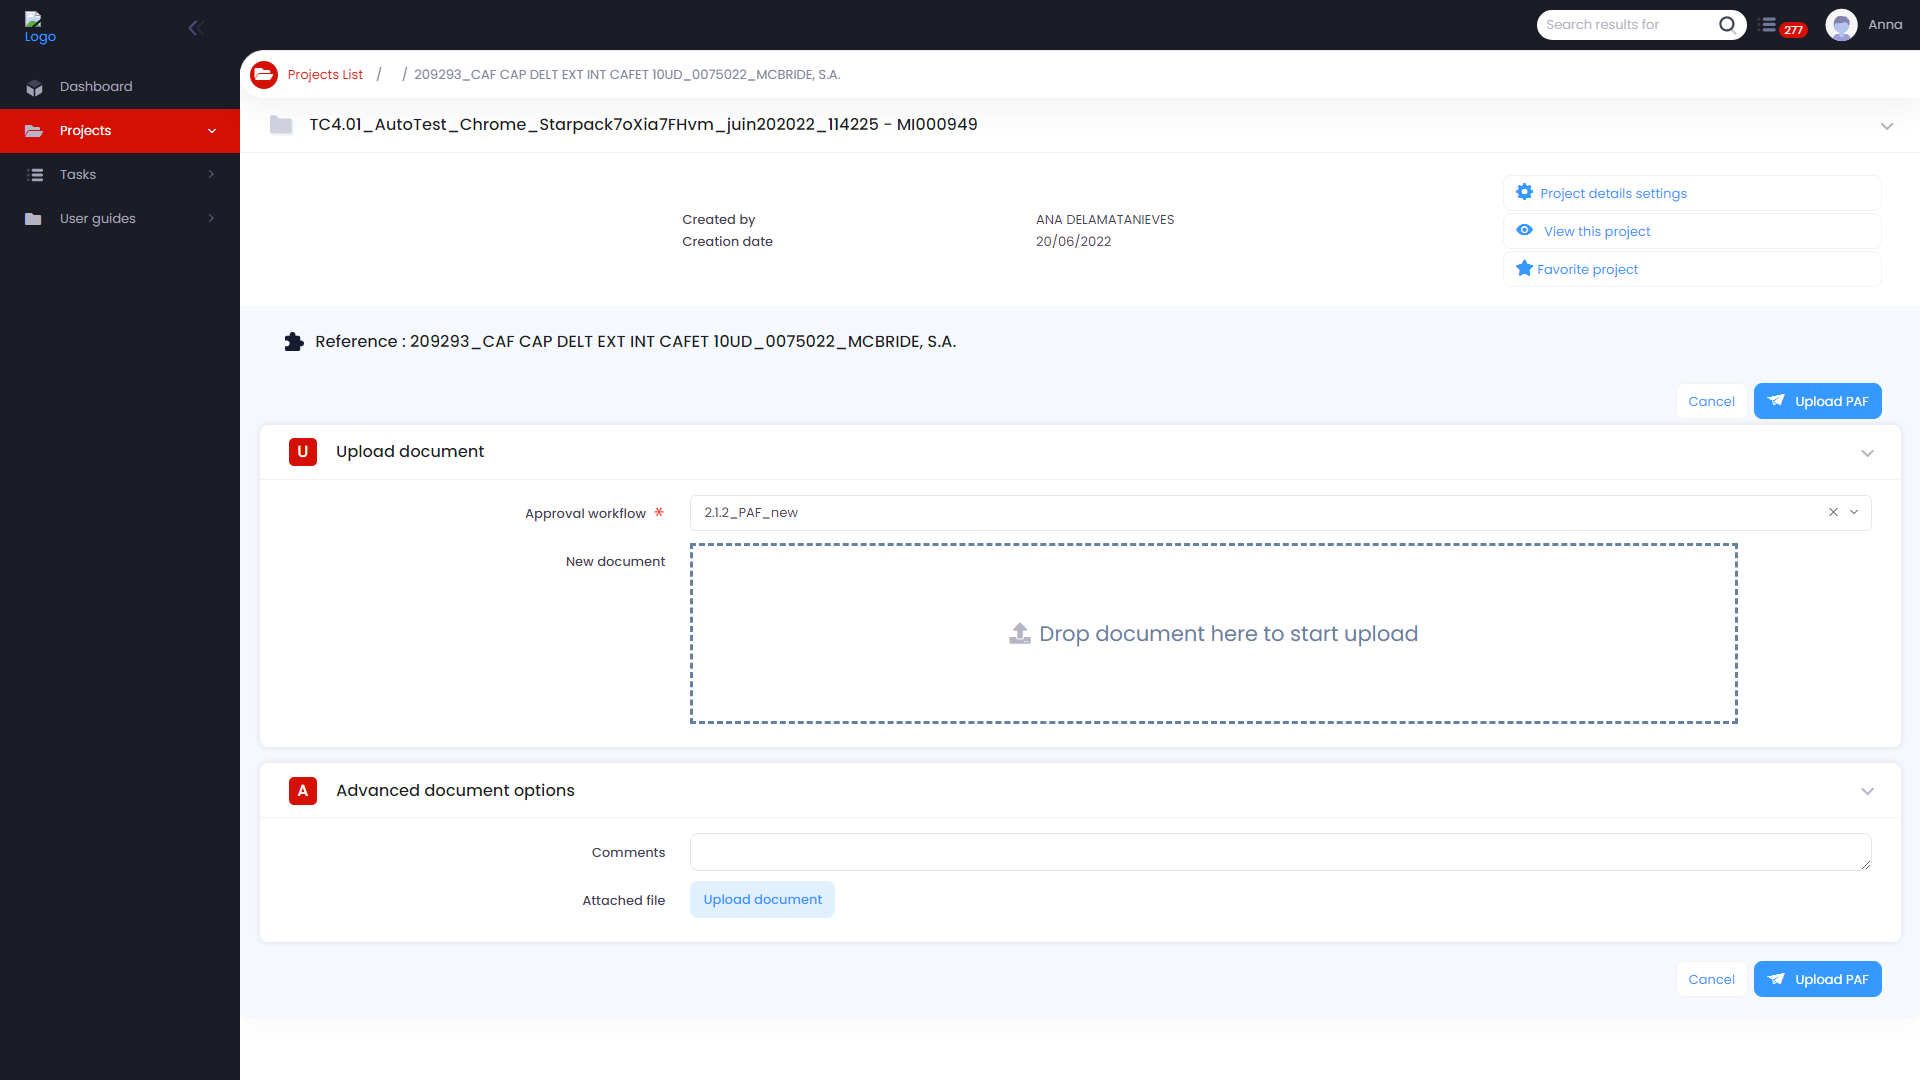 Logo
Search results for
277
Anna
Dashboard
Projects
Tasks
User guides
Projects List / / 209293_CAF CAP DELT EXT INT CAFET 10UD_0075022_MCBRIDE, S.A.
TC4.01_AutoTest_Chrome_Starpack7oXia7FHvm_juin202022_114225 - MI000949
Created by ANA DELAMATANIEVES
Creation date 20/06/2022
Project details settings
View this project
Favorite project
Reference : 209293_CAF CAP DELT EXT INT CAFET 10UD_0075022_MCBRIDE, S.A.
Cancel Upload PAF
U Upload document
Approval workflow * 2.1.2_PAF_new
New document
Drop document here to start upload
A Advanced document options
Comments
Attached file Upload document
Cancel Upload PAF